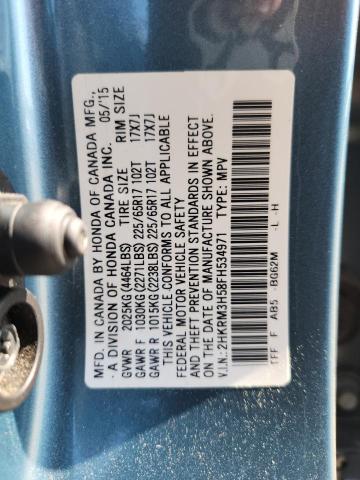 MFD. IN CANADA BY HONDA OF CANADA MFG.,
A DIVISION OF HONDA CANADA INC. 05/'15
TIRE SIZE RIM SIZE
GVWR 2025KG (4464LBS)
GAWR F 1030KG (2271LBS) 225/65R17 102T 17X7J
GAWR R 1015KG (2238LBS) 225/65R17 102T 17X7J
THIS VEHICLE CONFORMS TO ALL APPLICABLE
FEDERAL MOTOR VEHICLE SAFETY
AND THEFT PREVENTION STANDARDS IN EFFECT
ON THE DATE OF MANUFACTURE SHOWN ABOVE.
V.I.N.: 2HKRM3H58FH534971 TYPE: MPV
TFF F AB5 -BG62M -L -H